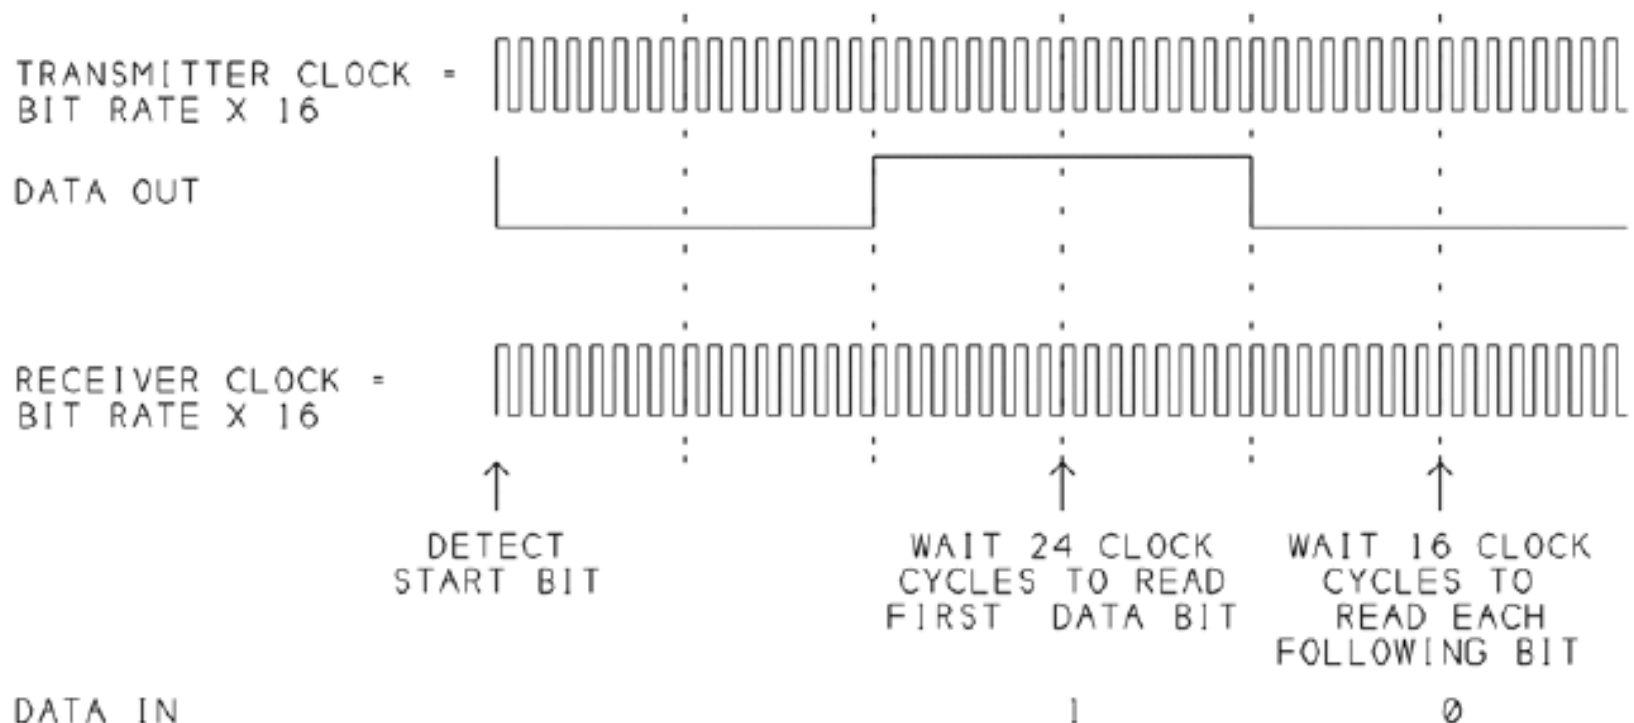 TRANSMITTER CLOCK =
BIT RATE X 16
DATA OUT
RECEIVER CLOCK =
BIT RATE X 16
DETECT
START BIT
WAIT 24 CLOCK
CYCLES TO READ
FIRST DATA BIT
WAIT 16 CLOCK
CYCLES TO
READ EACH
FOLLOWING BIT
DATA IN 1 0